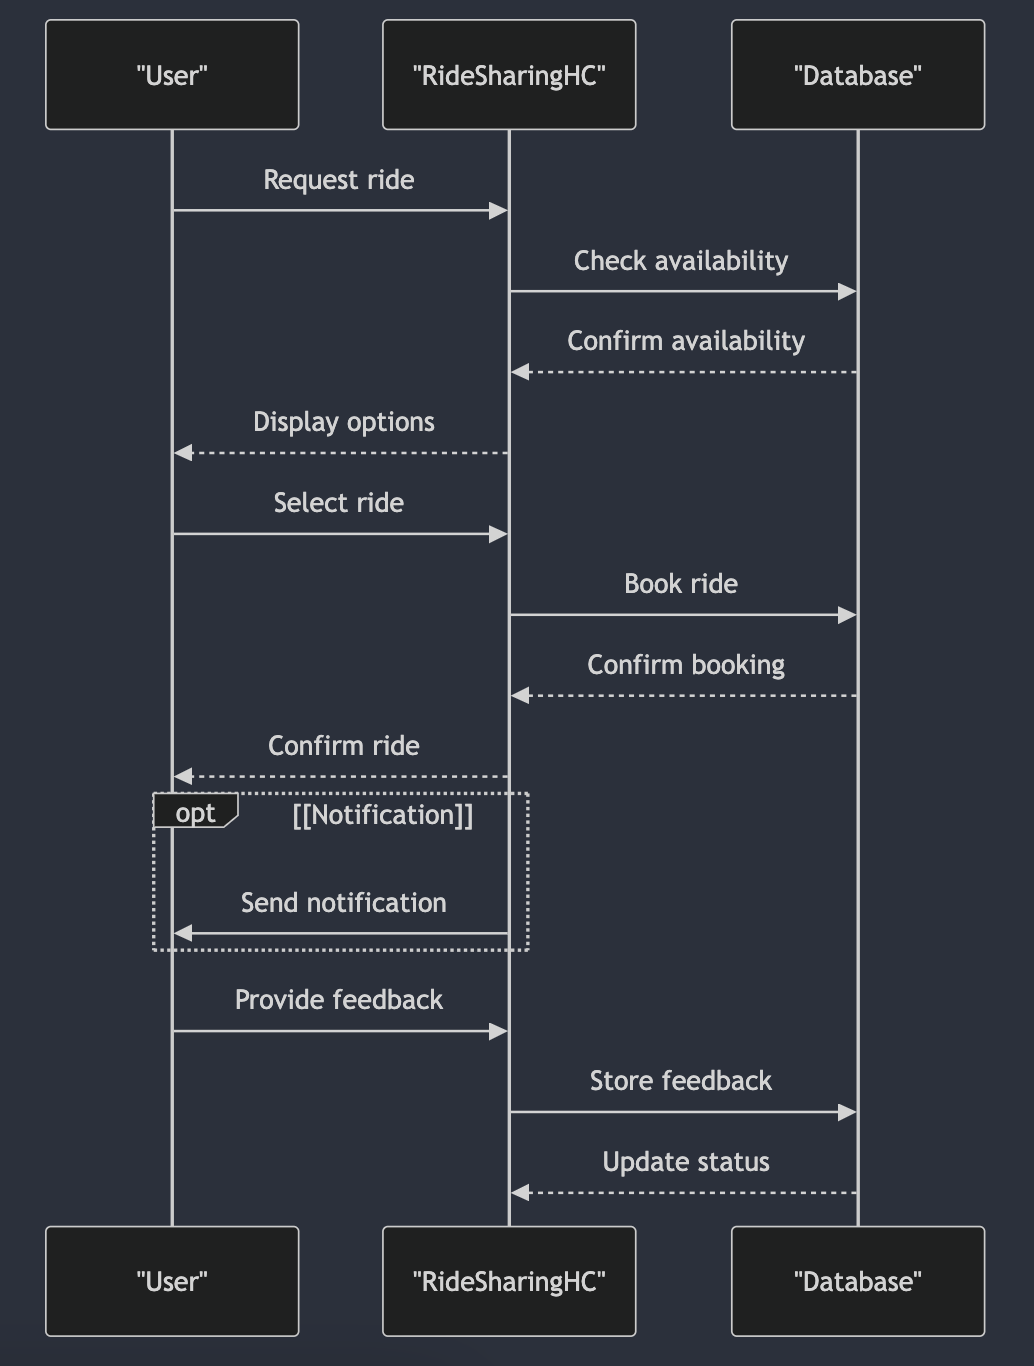 "User"
"RideSharingHC"
"Database"
Request ride
Check availability
Confirm availability
Display options
Select ride
Book ride
Confirm booking
Confirm ride
opt
[[Notification]]
Send notification
Provide feedback
Store feedback
Update status
"User"
"RideSharingHC"
"Database"